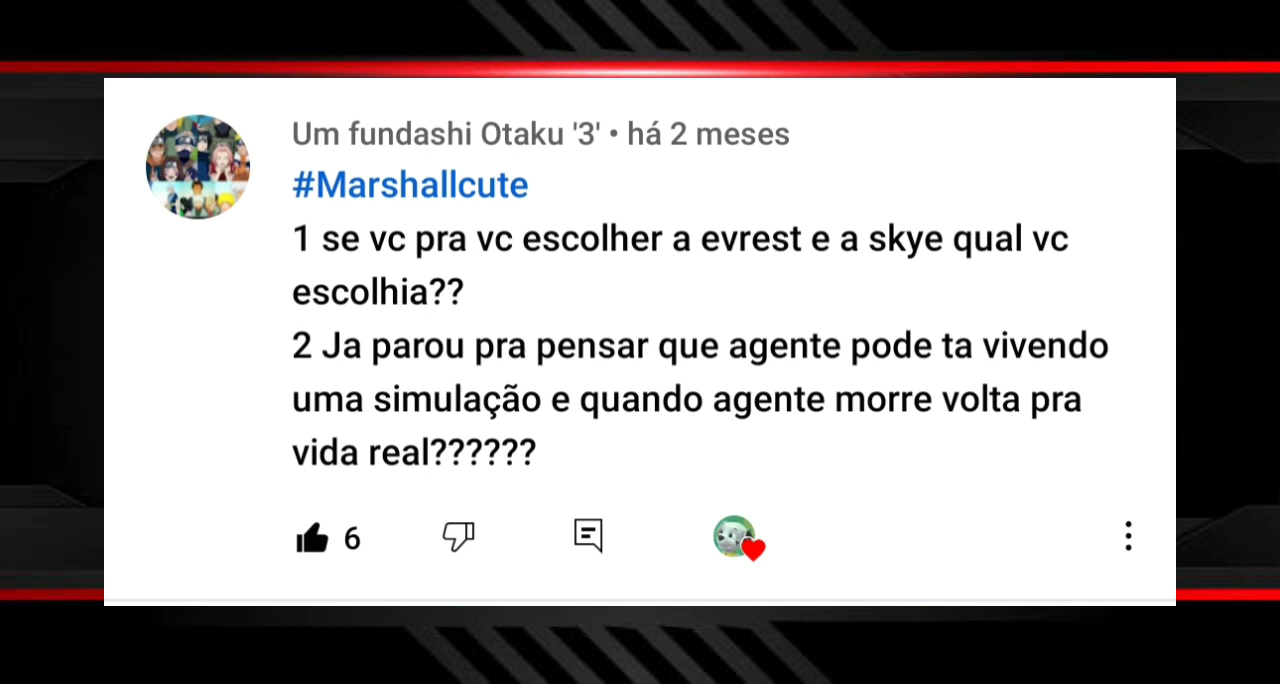 Um fundashi Otaku '3' • há 2 meses
#Marshallcute
1 se vc pra vc escolher a evrest e a skye qual vc
escolhia??
2 Ja parou pra pensar que agente pode ta vivendo
uma simulação e quando agente morre volta pra
vida real??????
6